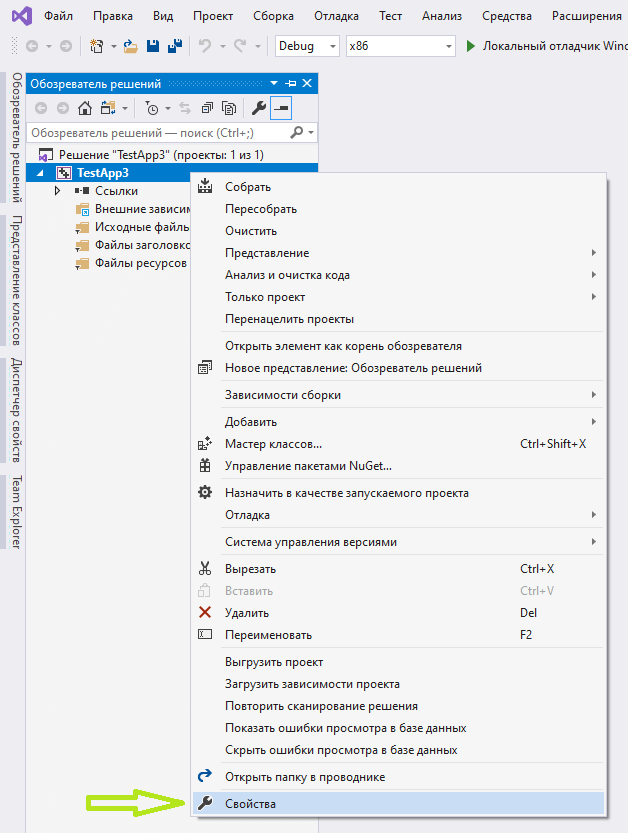 Файл Правка Вид Проект Сборка Отладка Тест Анализ Средства Расширения
Debug x86 Локальный отладчик Wind
Обозреватель решений
Представление классов
Диспетчер свойств
Team Explorer
Обозреватель решений
Обозреватель решений — поиск (Ctrl+;)
Решение "TestApp3" (проекты: 1 из 1)
TestApp3
Ссылки
Внешние зависим
Исходные файль
Файлы заголовко
Файлы ресурсов
Собрать
Пересобрать
Очистить
Представление
Анализ и очистка кода
Только проект
Перенацелить проекты
Открыть элемент как корень обозревателя
Новое представление: Обозреватель решений
Зависимости сборки
Добавить
Мастер классов... Ctrl+Shift+X
Управление пакетами NuGet...
Назначить в качестве запускаемого проекта
Отладка
Система управления версиями
Вырезать Ctrl+X
Вставить Ctrl+V
Удалить Del
Переименовать F2
Выгрузить проект
Загрузить зависимости проекта
Повторить сканирование решения
Показать ошибки просмотра в базе данных
Скрыть ошибки просмотра в базе данных
Открыть папку в проводнике
Свойства